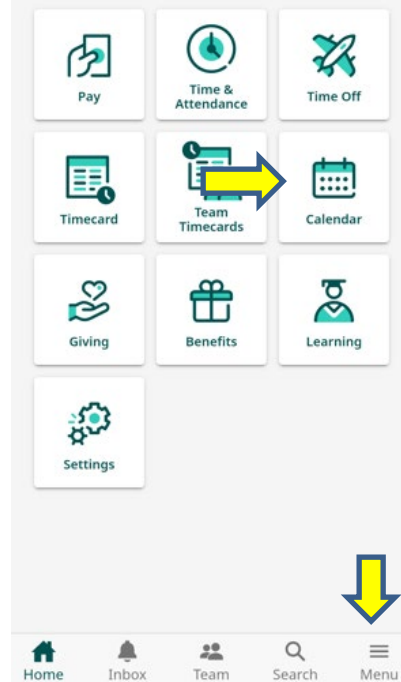 Pay
Time &
Attendance
Time Off
Timecard
Team
Timecards
Calendar
Giving
Benefits
Learning
Settings
Home
Inbox
Team
Search
Menu